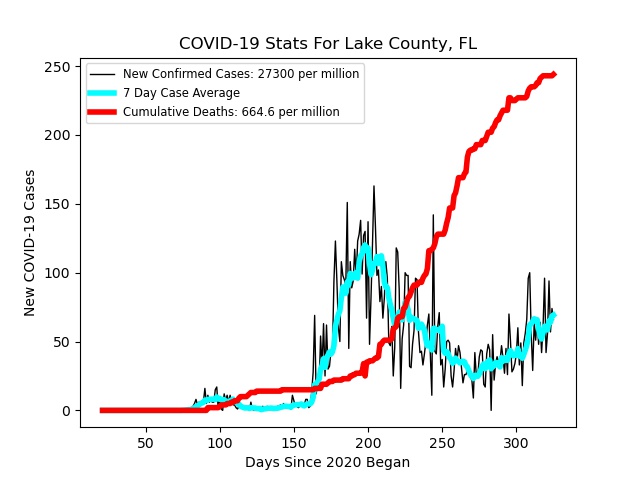 COVID-19 Stats For Lake County, FL
New Confirmed Cases: 27300 per million
7 Day Case Average
Cumulative Deaths: 664.6 per million
New COVID-19 Cases
250
200
150
100
50
0
50 100 150 200 250 300
Days Since 2020 Began